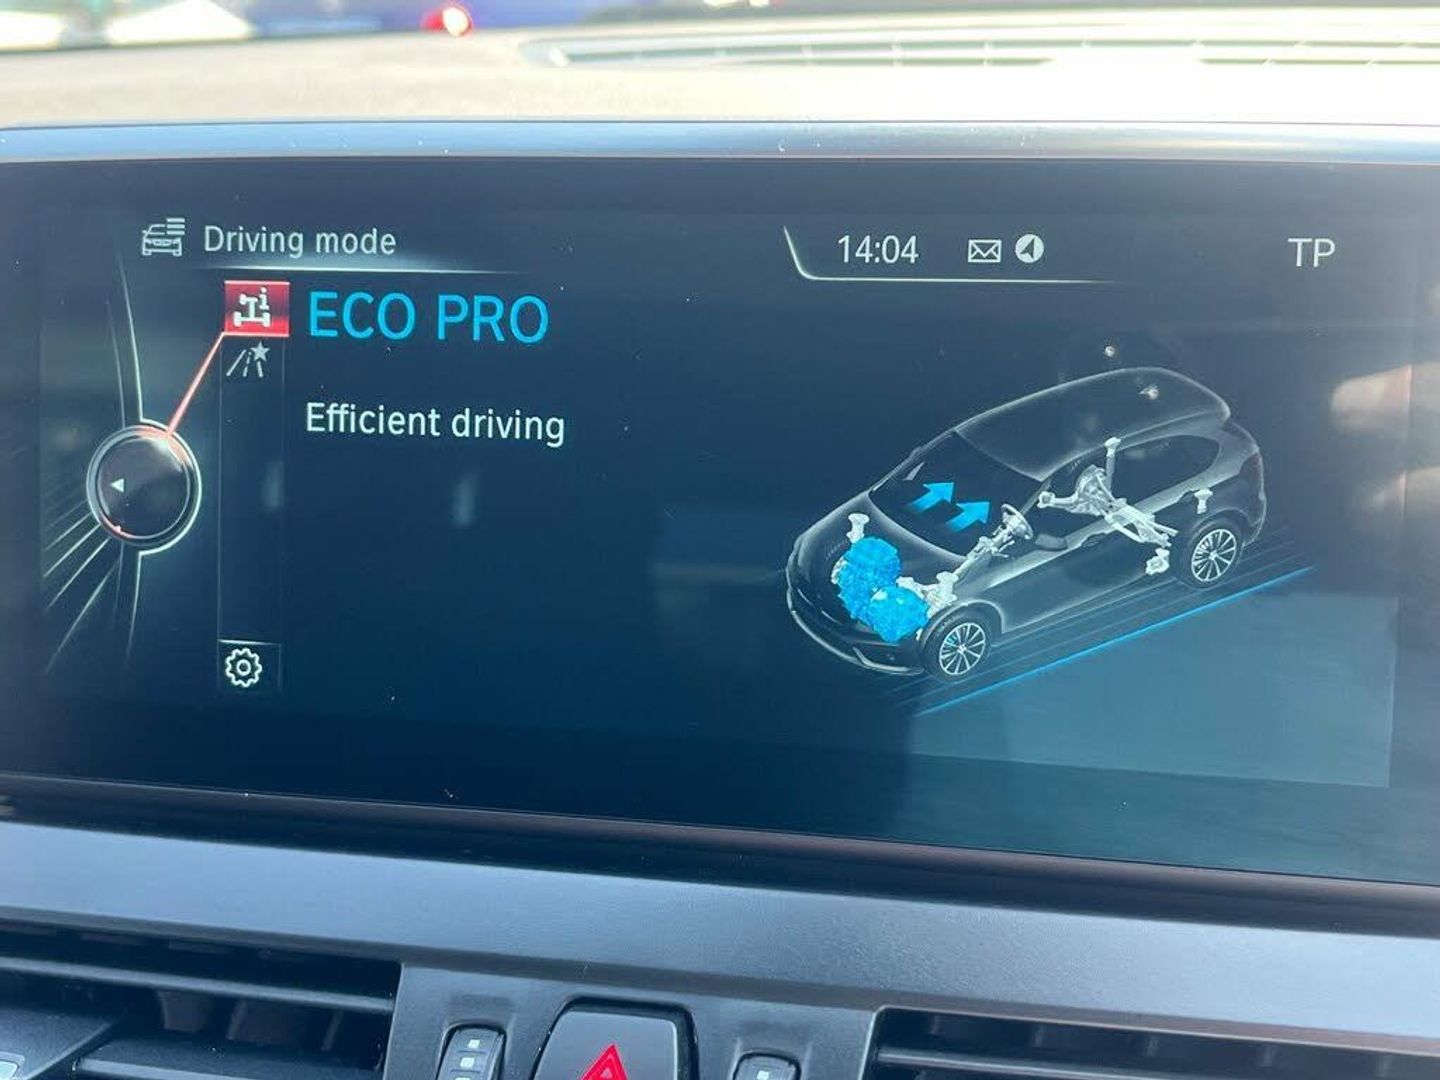 Driving mode
14:04
TP
ECO PRO
Efficient driving